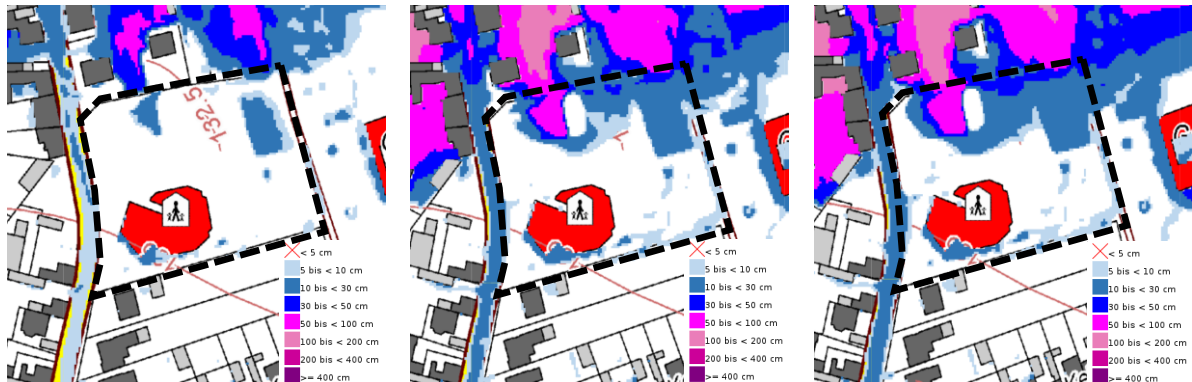 132.5
< 5 cm
5 bis < 10 cm
10 bis < 30 cm
30 bis < 50 cm
50 bis < 100 cm
100 bis < 200 cm
200 bis < 400 cm
>= 400 cm
< 5 cm
5 bis < 10 cm
10 bis < 30 cm
30 bis < 50 cm
50 bis < 100 cm
100 bis < 200 cm
200 bis < 400 cm
>= 400 cm
< 5 cm
5 bis < 10 cm
10 bis < 30 cm
30 bis < 50 cm
50 bis < 100 cm
100 bis < 200 cm
200 bis < 400 cm
>= 400 cm